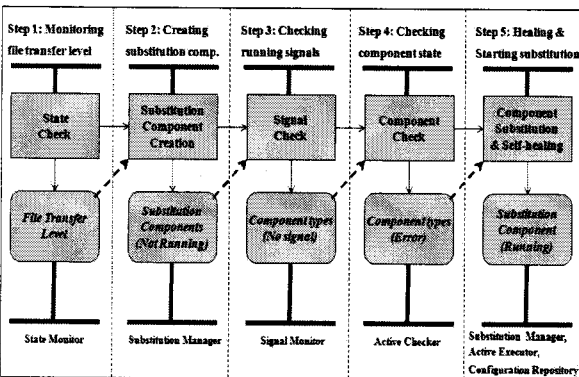 Step 1: Monitoring
file transfer level
Step 2: Creating
substitution comp.
Step 3: Checking
running signals
Step 4: Checking
component state
Step 5: Healing &
Starting substitution
State
Check
Substitution
Component
Creation
Signal
Check
Component
Check
Component
Substitution
& Self-healing
File Transfer
Level
Substitution
Components
(Not Running)
Component types
(No signal)
Component types
(Error)
Substitution
Component
(Running)
State Monitor
Substitution Manager
Signal Monitor
Active Checker
Substitution Manager,
Active Executor,
Configuration Repository